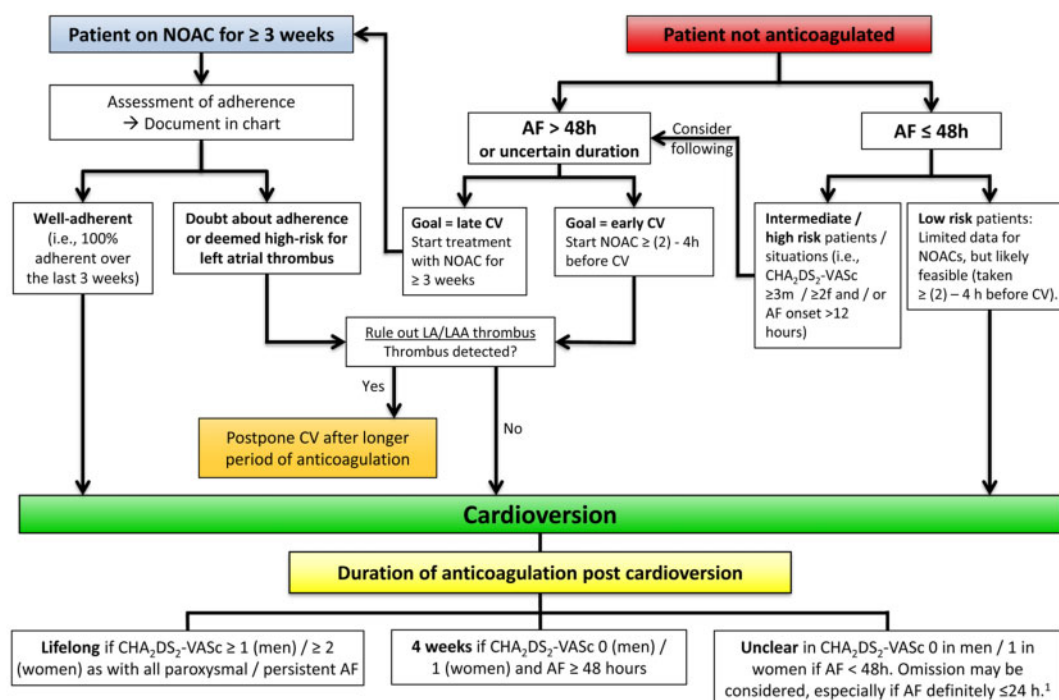 Patient on NOAC for ≥ 3 weeks
Patient not anticoagulated
Assessment of adherence
→ Document in chart
AF > 48h
or uncertain duration
Consider
following
AF ≤ 48h
Well-adherent
(i.e., 100%
adherent over
the last 3 weeks)
Doubt about adherence
or deemed high-risk for
left atrial thrombus
Goal = late CV
Start treatment
with NOAC for
≥ 3 weeks
Goal = early CV
Start NOAC ≥ (2) - 4h
before CV
Intermediate /
high risk patients /
situations (i.e.,
CHA₂DS₂-VASc
≥3m / ≥2f and / or
AF onset >12
hours)
Low risk patients:
Limited data for
NOACs, but likely
feasible (taken
≥ (2) – 4 h before CV).
Rule out LA/LAA thrombus
Thrombus detected?
Yes
No
Postpone CV after longer
period of anticoagulation
Cardioversion
Duration of anticoagulation post cardioversion
Lifelong if CHA₂DS₂-VASc ≥ 1 (men) / ≥ 2
(women) as with all paroxysmal / persistent AF
4 weeks if CHA₂DS₂-VASc 0 (men) /
1 (women) and AF ≥ 48 hours
Unclear in CHA₂DS₂-VASc 0 in men / 1 in
women if AF < 48h. Omission may be
considered, especially if AF definitely ≤24 h.¹